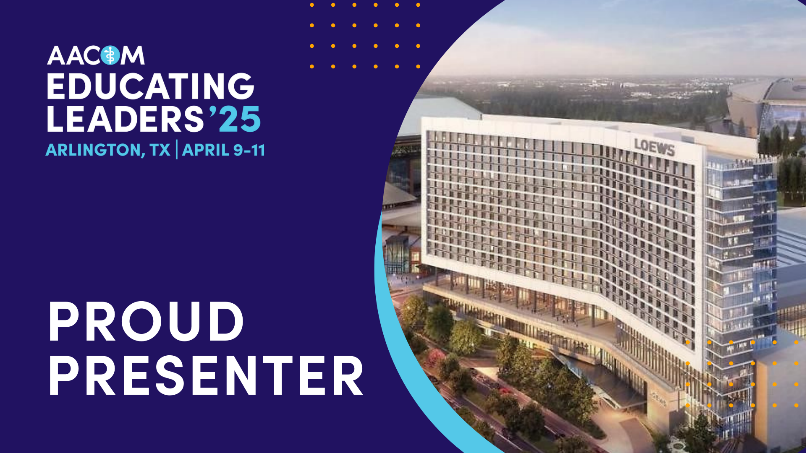 AACOM
EDUCATING
LEADERS '25
ARLINGTON, TX | APRIL 9-11
PROUD
PRESENTER
LOEWS